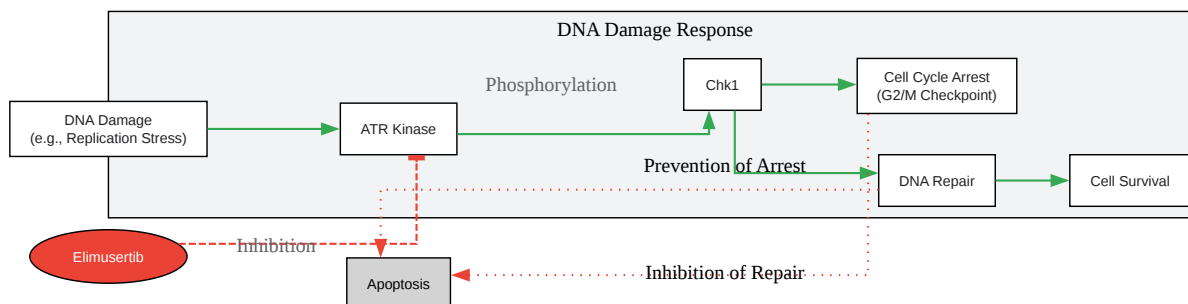 DNA Damage Response
Phosphorylation
Chk1
Cell Cycle Arrest
(G2/M Checkpoint)
DNA Damage
(e.g., Replication Stress)
ATR Kinase
Prevention of Arrest
DNA Repair
Cell Survival
Elimusertib
Inhibition
Apoptosis
Inhibition of Repair